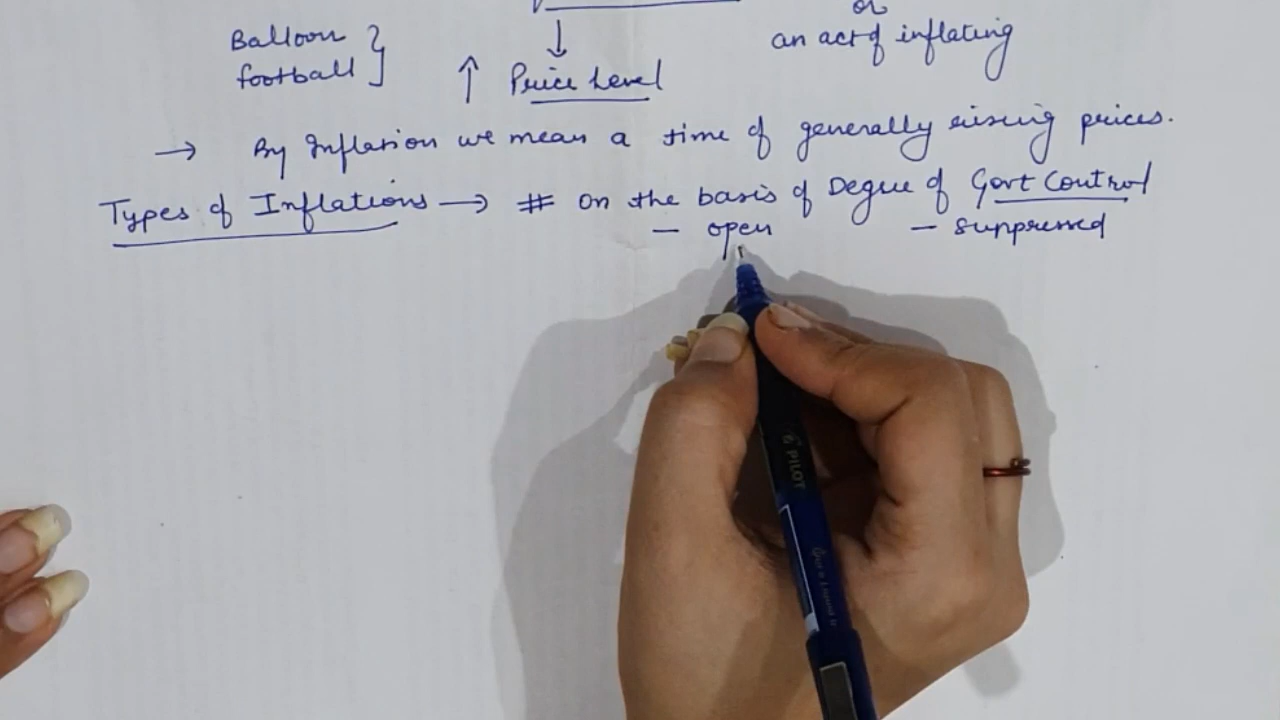 or
Balloon
football
an act of inflating
↑ Price Level
→ By Inflation we mean a time of generally rising prices.
Types of Inflations → # On the basis of Degree of Govt Control
- open - suppressed
PILOT